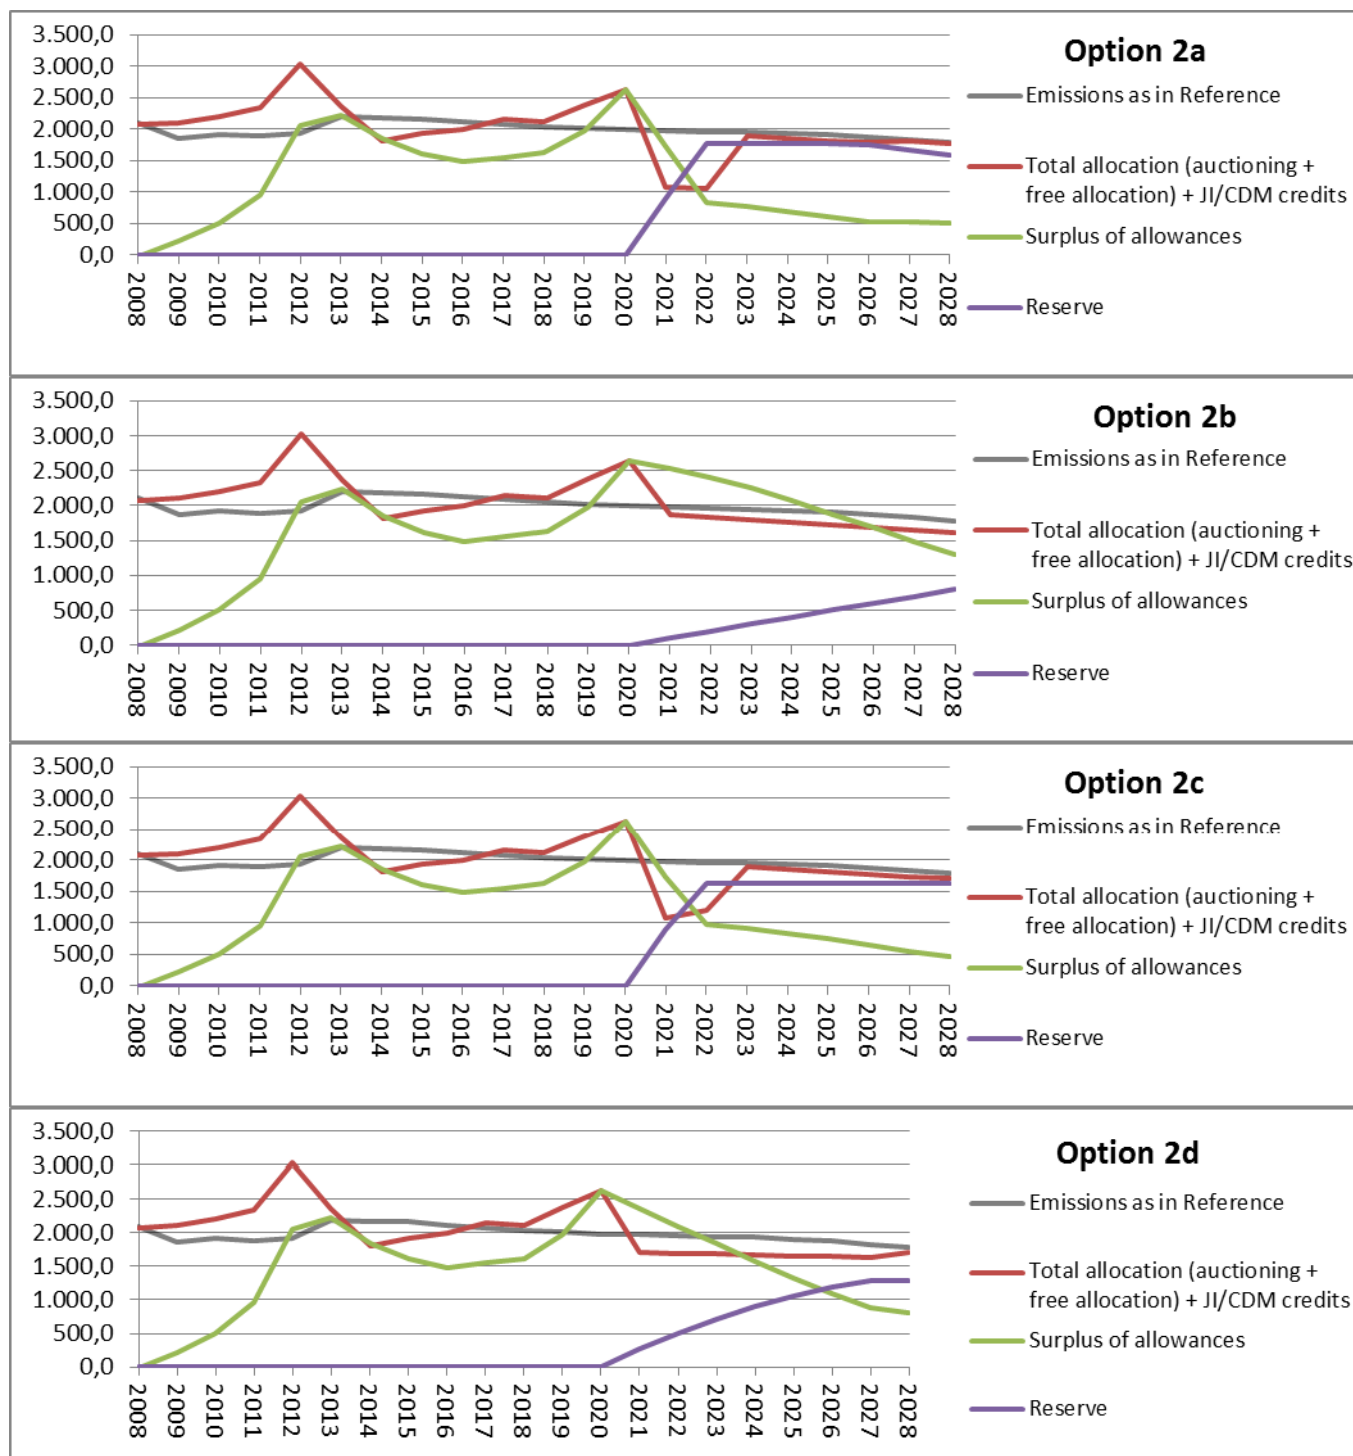 3.500,0
3.000,0
2.500,0
2.000,0
1.500,0
1.000,0
500,0
0,0
2008 2009 2010 2011 2012 2013 2014 2015 2016 2017 2018 2019 2020 2021 2022 2023 2024 2025 2026 2027 2028
Option 2a
Emissions as in Reference
Total allocation (auctioning +
free allocation) + JI/CDM credits
Surplus of allowances
Reserve
3.500,0
3.000,0
2.500,0
2.000,0
1.500,0
1.000,0
500,0
0,0
2008 2009 2010 2011 2012 2013 2014 2015 2016 2017 2018 2019 2020 2021 2022 2023 2024 2025 2026 2027 2028
Option 2b
Emissions as in Reference
Total allocation (auctioning +
free allocation) + JI/CDM credits
Surplus of allowances
Reserve
3.500,0
3.000,0
2.500,0
2.000,0
1.500,0
1.000,0
500,0
0,0
2008 2009 2010 2011 2012 2013 2014 2015 2016 2017 2018 2019 2020 2021 2022 2023 2024 2025 2026 2027 2028
Option 2c
Emissions as in Reference
Total allocation (auctioning +
free allocation) + JI/CDM credits
Surplus of allowances
Reserve
3.500,0
3.000,0
2.500,0
2.000,0
1.500,0
1.000,0
500,0
0,0
2008 2009 2010 2011 2012 2013 2014 2015 2016 2017 2018 2019 2020 2021 2022 2023 2024 2025 2026 2027 2028
Option 2d
Emissions as in Reference
Total allocation (auctioning +
free allocation) + JI/CDM credits
Surplus of allowances
Reserve